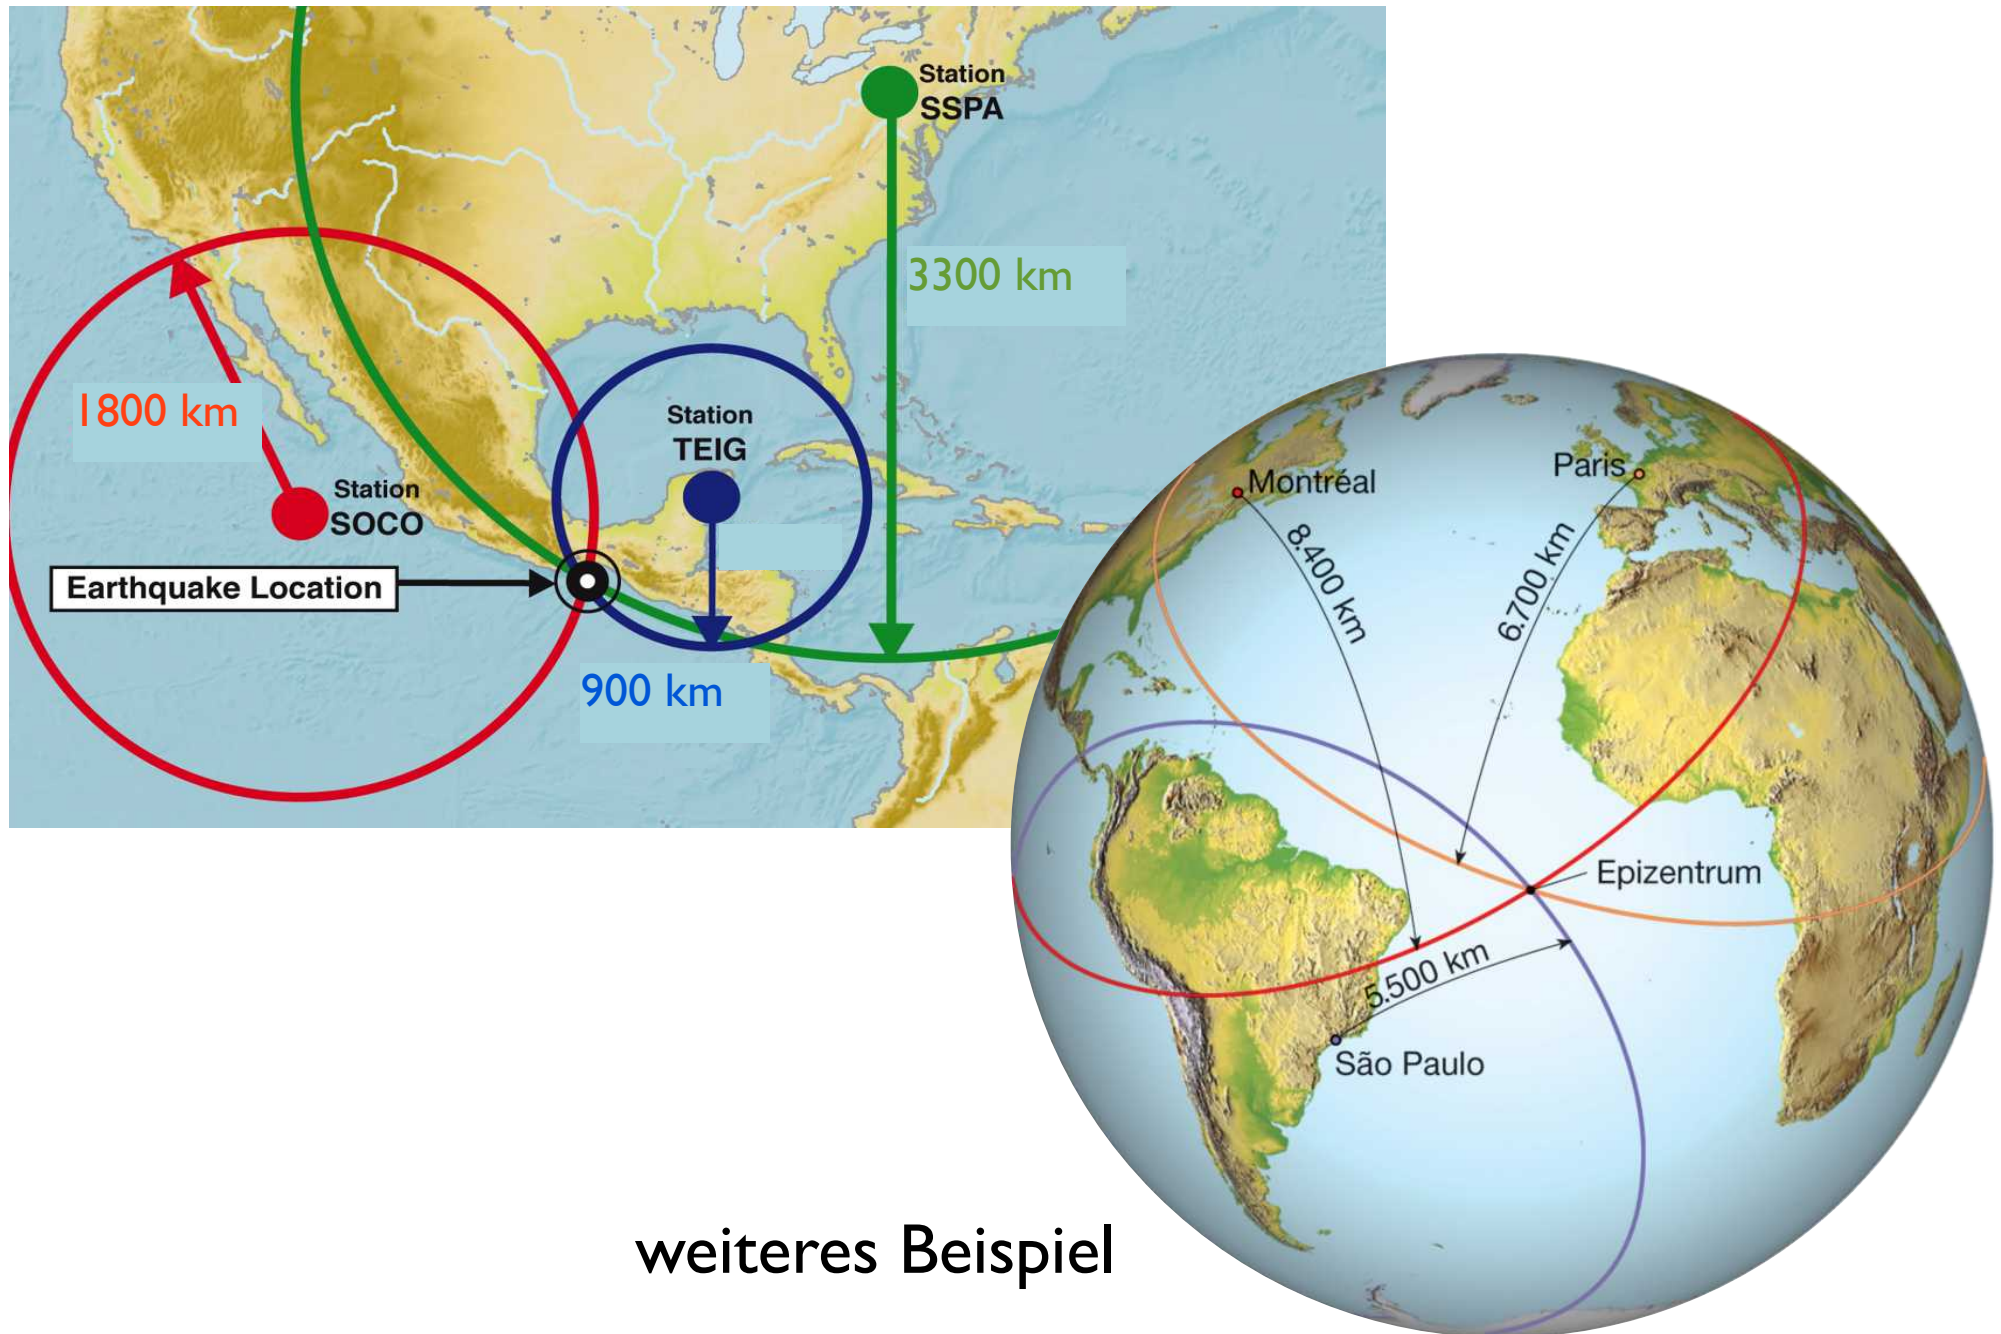 Station
SSPA
3300 km
1800 km
Station
TEIG
Station
SOCO
Earthquake Location
900 km
Montréal
Paris
8.400 km
6.700 km
Epizentrum
5.500 km
São Paulo
weiteres Beispiel